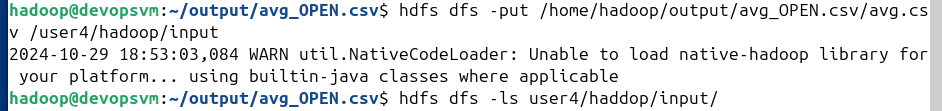 hadoop@devopsvm:~/output/avg_OPEN.csv$ hdfs dfs -put /home/hadoop/output/avg_OPEN.csv/avg.cs
v /user4/hadoop/input
2024-10-29 18:53:03,084 WARN util.NativeCodeLoader: Unable to load native-hadoop library for
 your platform... using builtin-java classes where applicable
hadoop@devopsvm:~/output/avg_OPEN.csv$ hdfs dfs -ls user4/haddop/input/